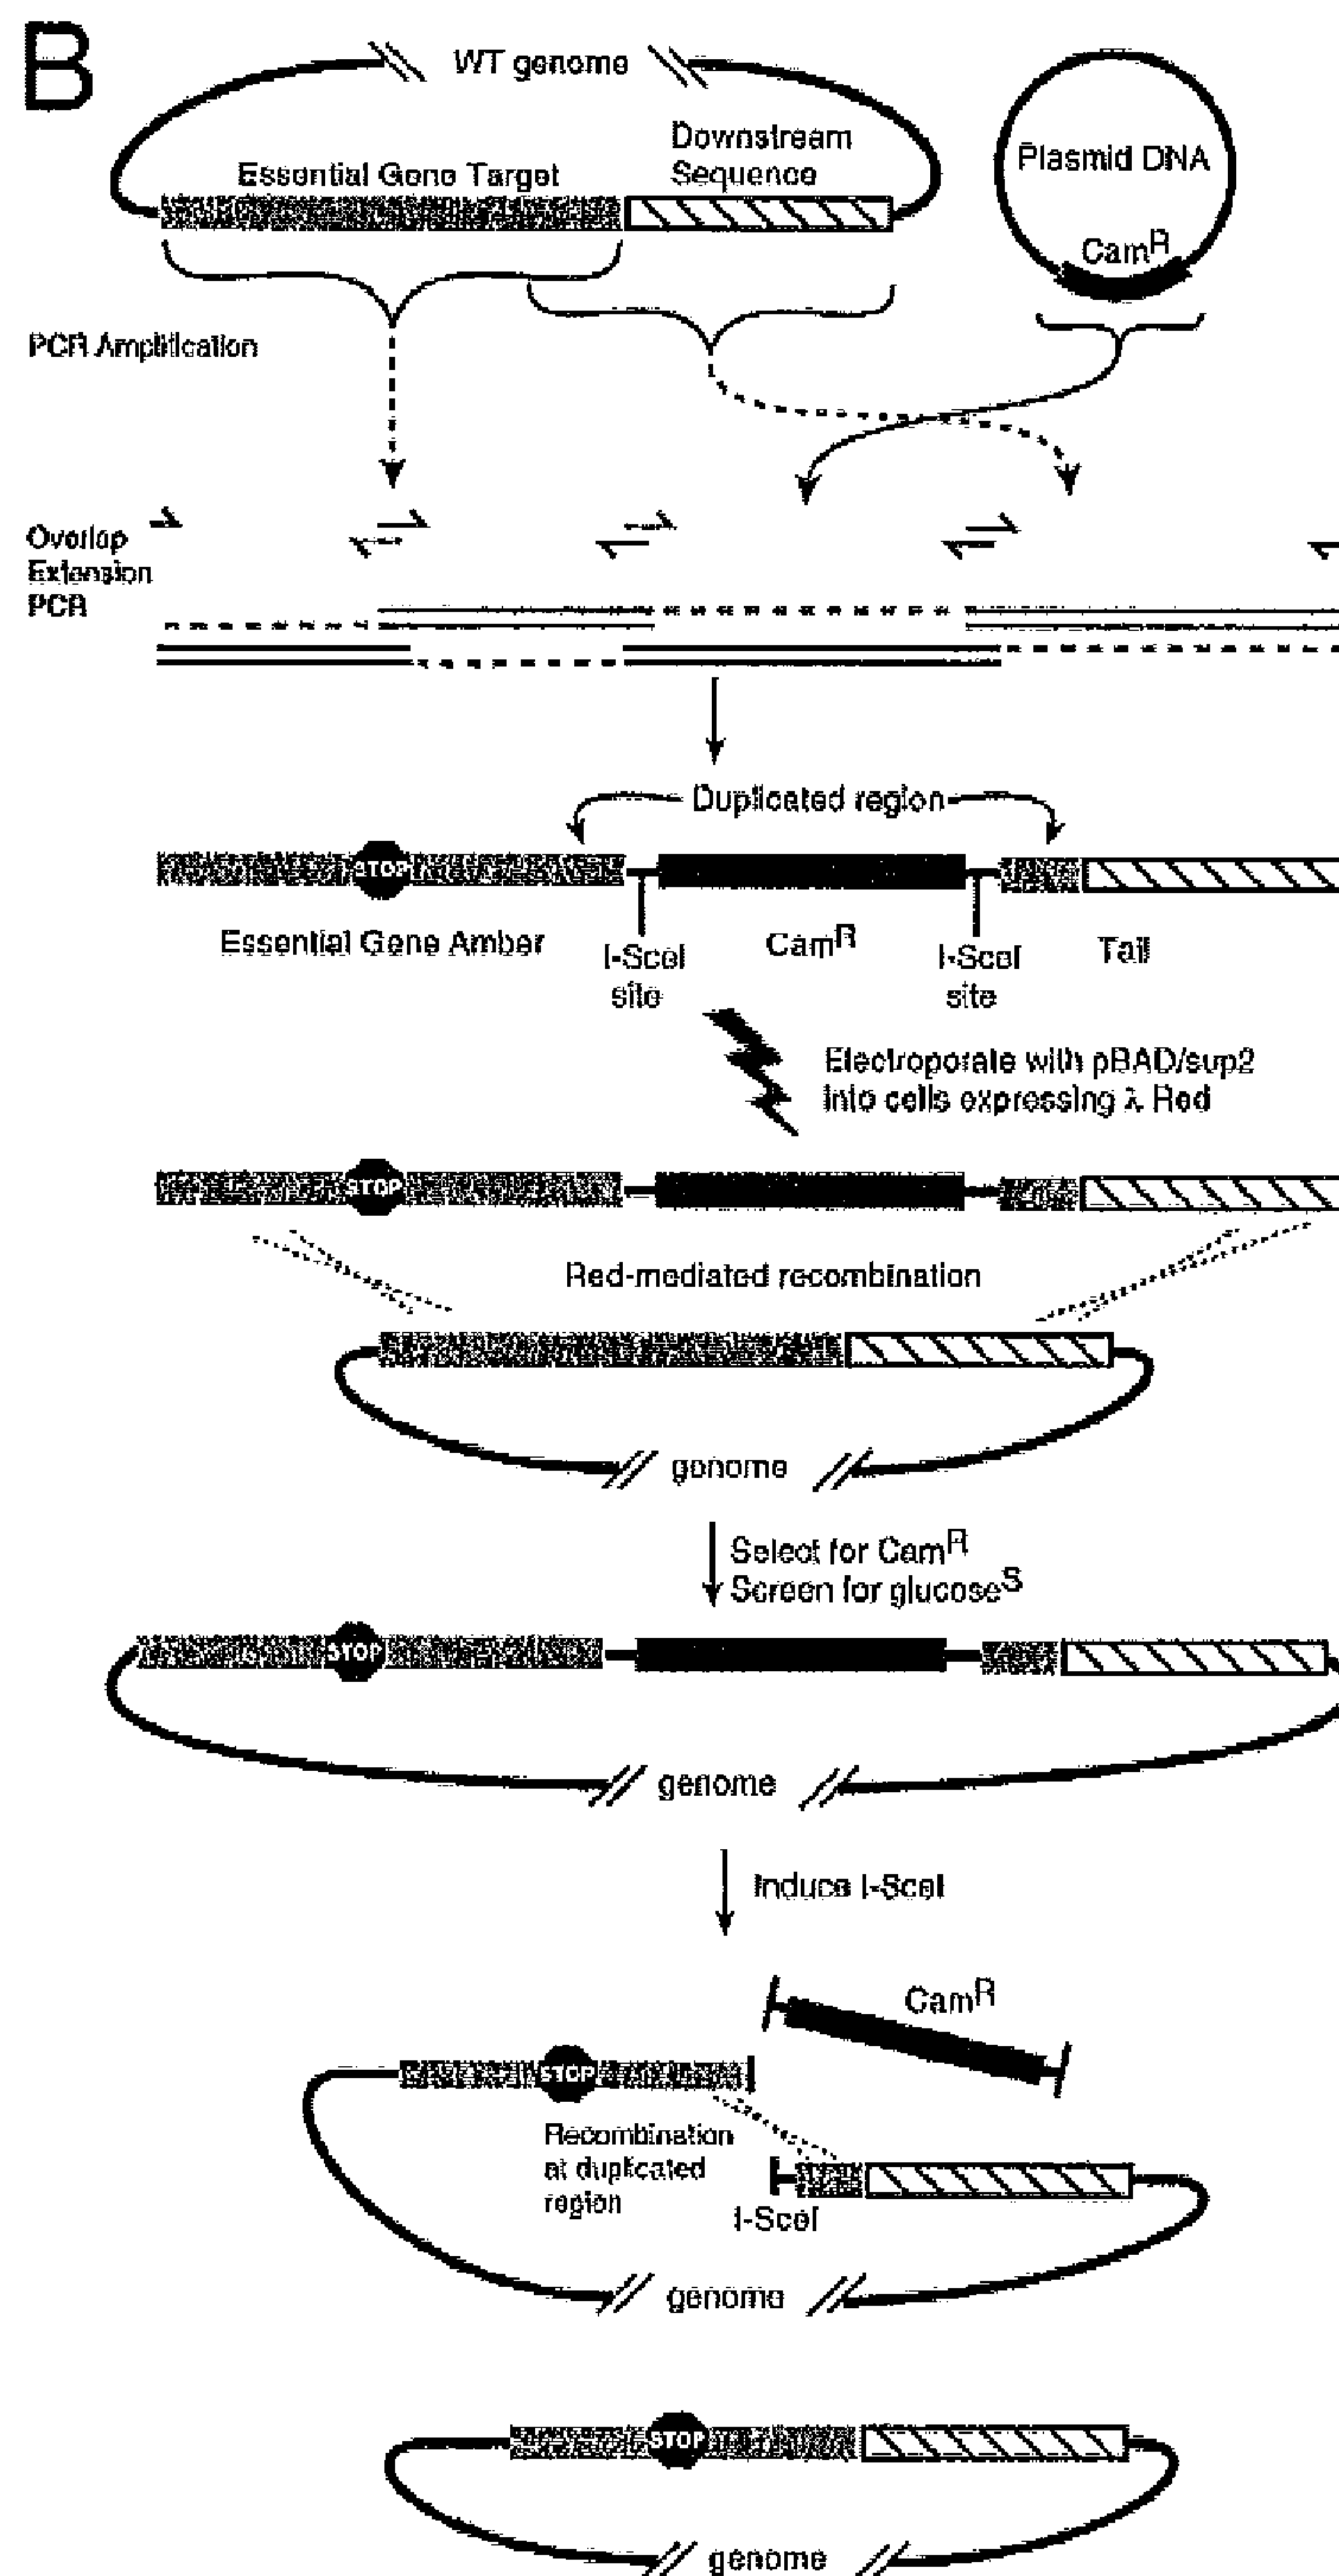 B
WT genome
Downstream
Sequence
Essential Gene Target
Plasmid DNA
CamR
PCR Amplification
Overlap
Extension
PCR
Duplicated region
STOP
Essential Gene Amber
I-SceI
site
CamR
I-SceI
site
Tail
Electroporate with pBAD/sup2
into cells expressing λ Red
STOP
Red-mediated recombination
genome
Select for CamR
Screen for glucoseS
STOP
genome
Induce I-SceI
CamR
STOP
Recombination
at duplicated
region
I-SceI
genome
STOP
genome